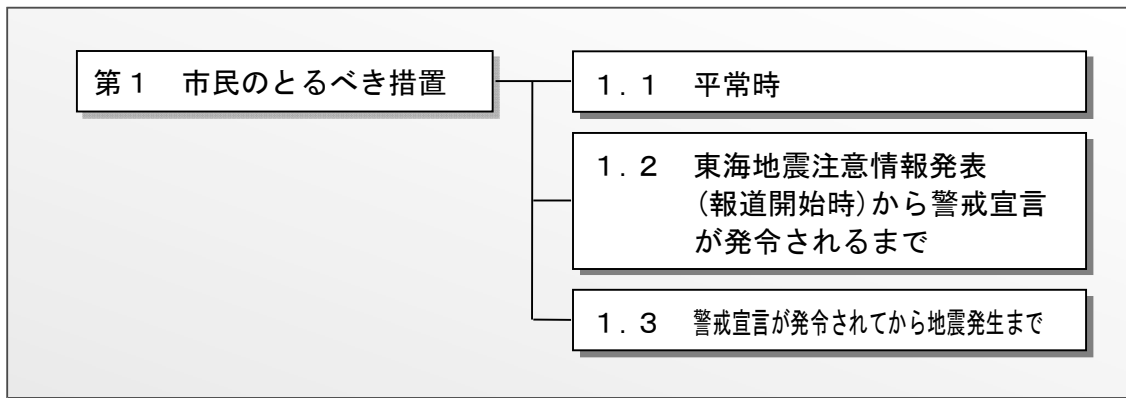 第１　市民のとるべき措置
１．１　平常時
１．２　東海地震注意情報発表
(報道開始時)から警戒宣言
が発令されるまで
１．３　警戒宣言が発令されてから地震発生まで